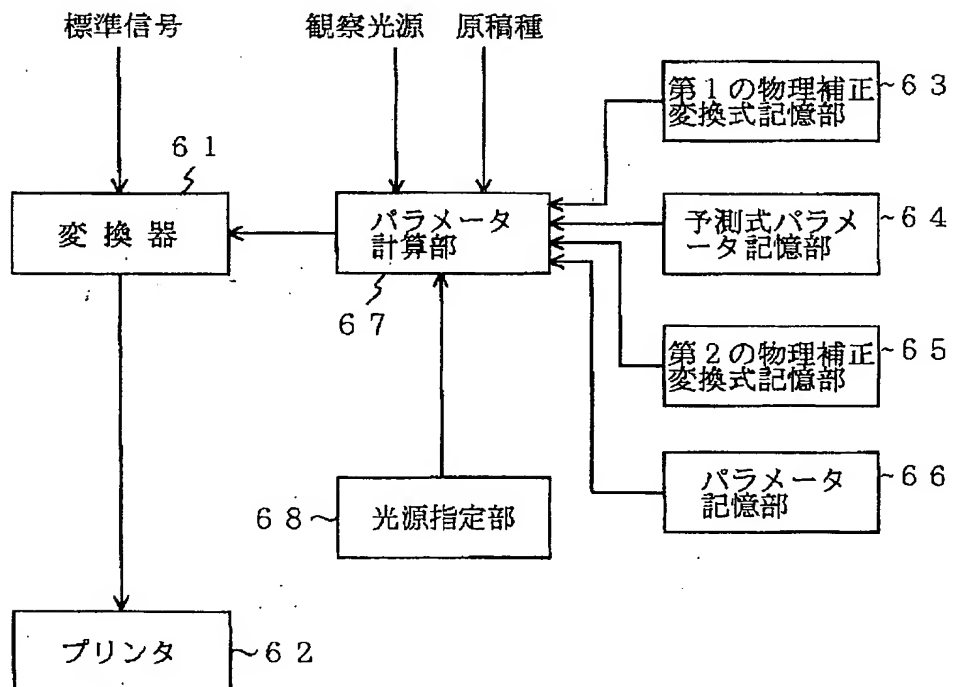 標準信号
観察光源
原稿種
第1の物理補正
変換式記憶部
63
61
変換器
パラメータ
計算部
予測式パラメ
ータ記憶部
64
67
第2の物理補正
変換式記憶部
65
パラメータ
記憶部
66
68
光源指定部
プリンタ
62